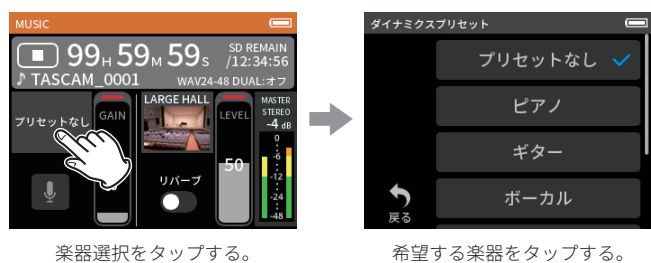 MUSIC
99H 59M 59S
SD REMAIN
/12:34:56
♪ TASCAM_0001
WAV24-48 DUAL:オフ
プリセットなし
GAIN
LARGE HALL
リバーブ
LEVEL
50
MASTER
STEREO
-4 dB
0
-6
-12
-24
-48
楽器選択をタップする。
ダイナミクスプリセット
プリセットなし
ピアノ
ギター
ボーカル
戻る
希望する楽器をタップする。